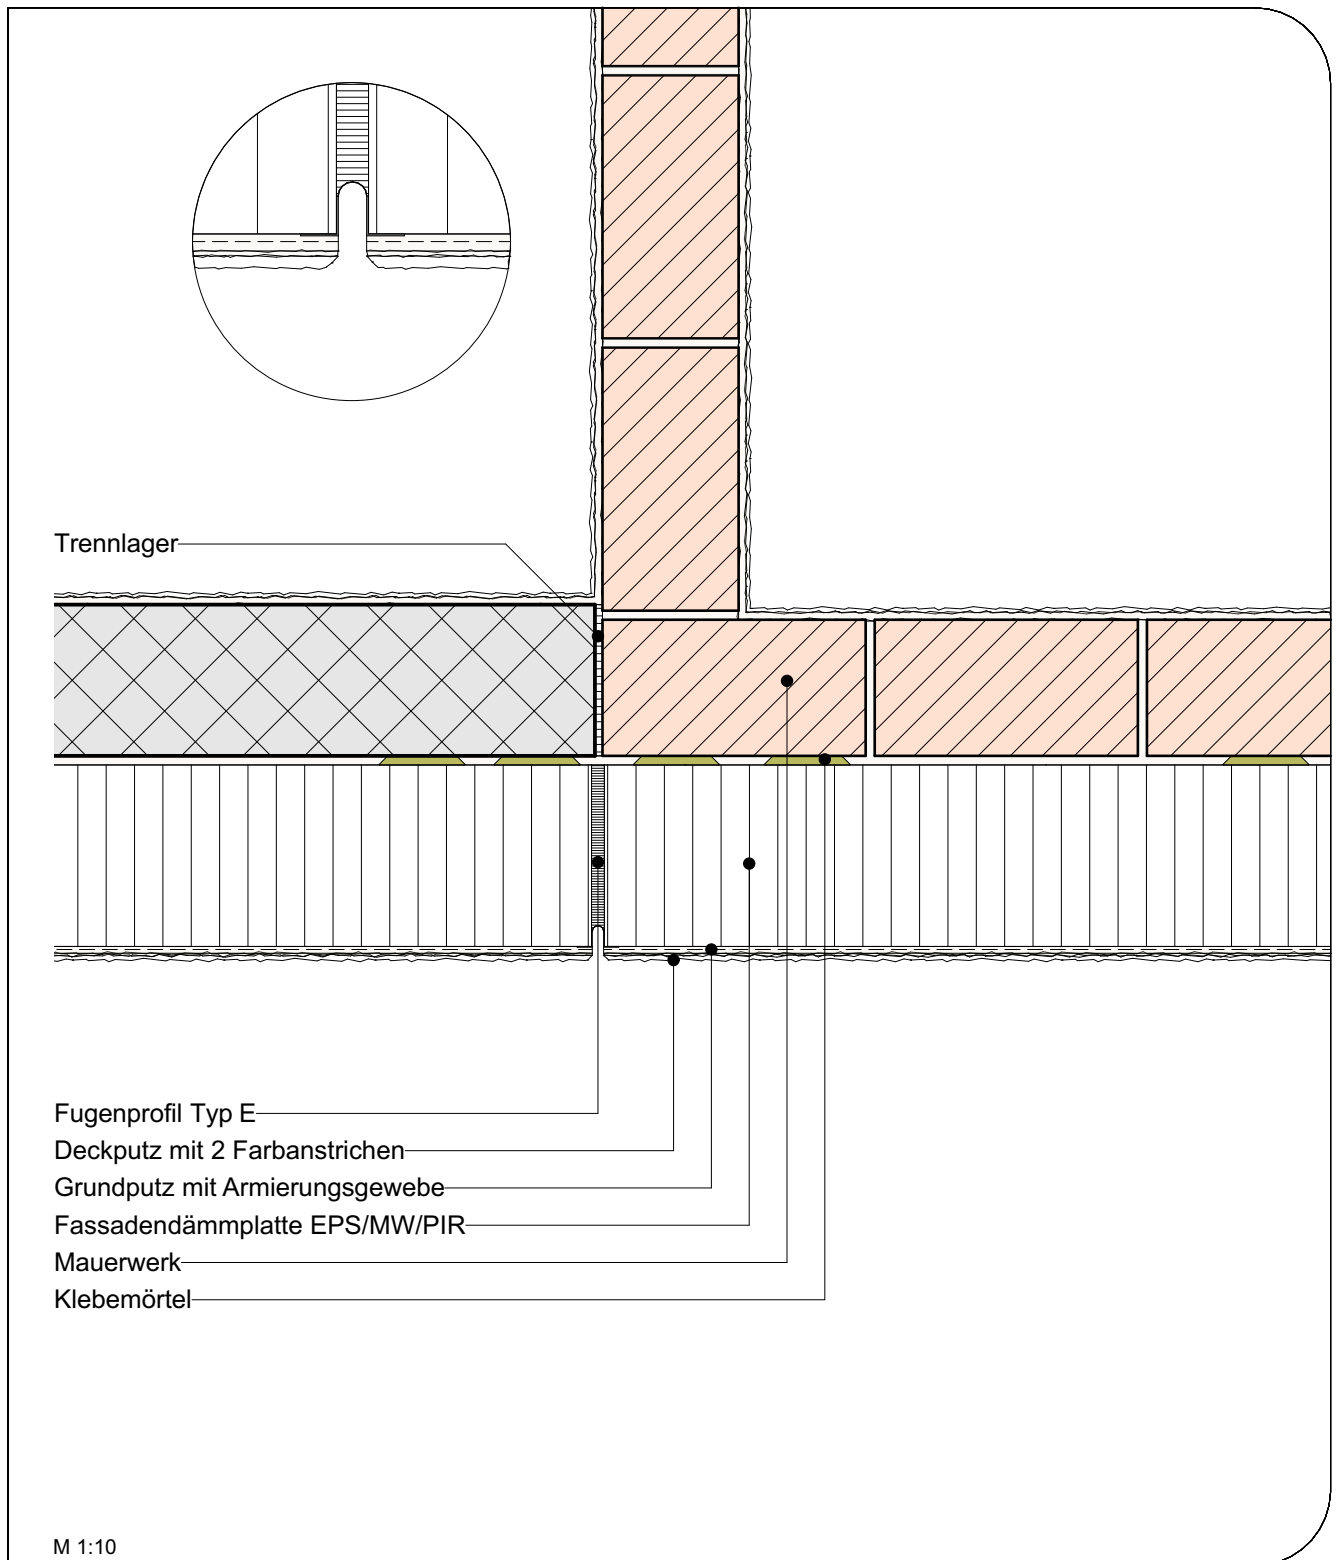 Trennlager
Fugenprofil Typ E
Deckputz mit 2 Farbanstrichen
Grundputz mit Armierungsgewebe
Fassadendämmplatte EPS/MW/PIR
Mauerwerk
Klebemörtel
M 1:10